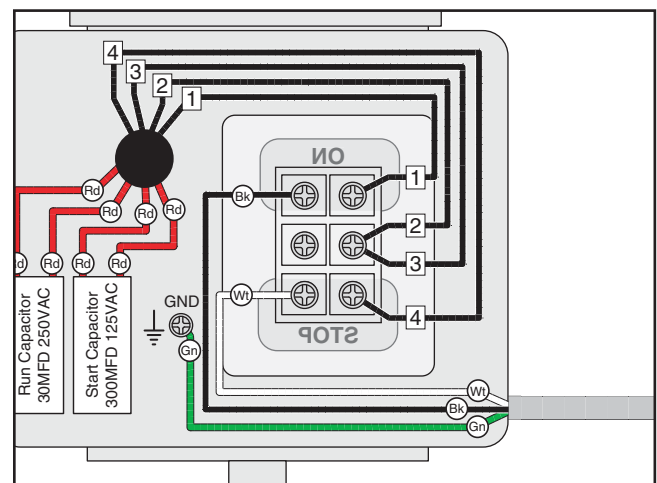 4
3
2
1
ON
1
Rd
Bk
Rd
Rd
Rd
2
3
d
Rd
Rd
Rd
Wt
GND
4
STOP
Gn
Run Capacitor
30MFD 250VAC
Start Capacitor
300MFD 125VAC
Wt
Bk
Gn